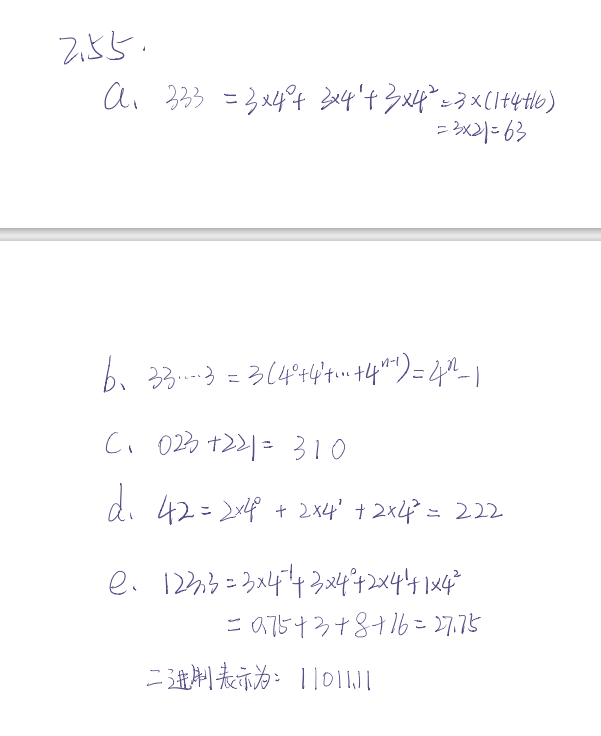 2.55.
a. 333 = 3×4⁰+ 3×4¹+3×4² = 3×(1+4+16)
= 3×21=63
b、33·····3 = 3(4⁰+4¹+···+4ⁿ⁻¹)=4ⁿ-1
c. 023+221= 310
d. 42=2×4⁰ + 2×4¹ + 2×4² = 222
e. 123.3=3×4⁻¹+3×4⁰+2×4¹+1×4²
= 0.75+3+8+16=27.75
二进制表示为: 11011.11